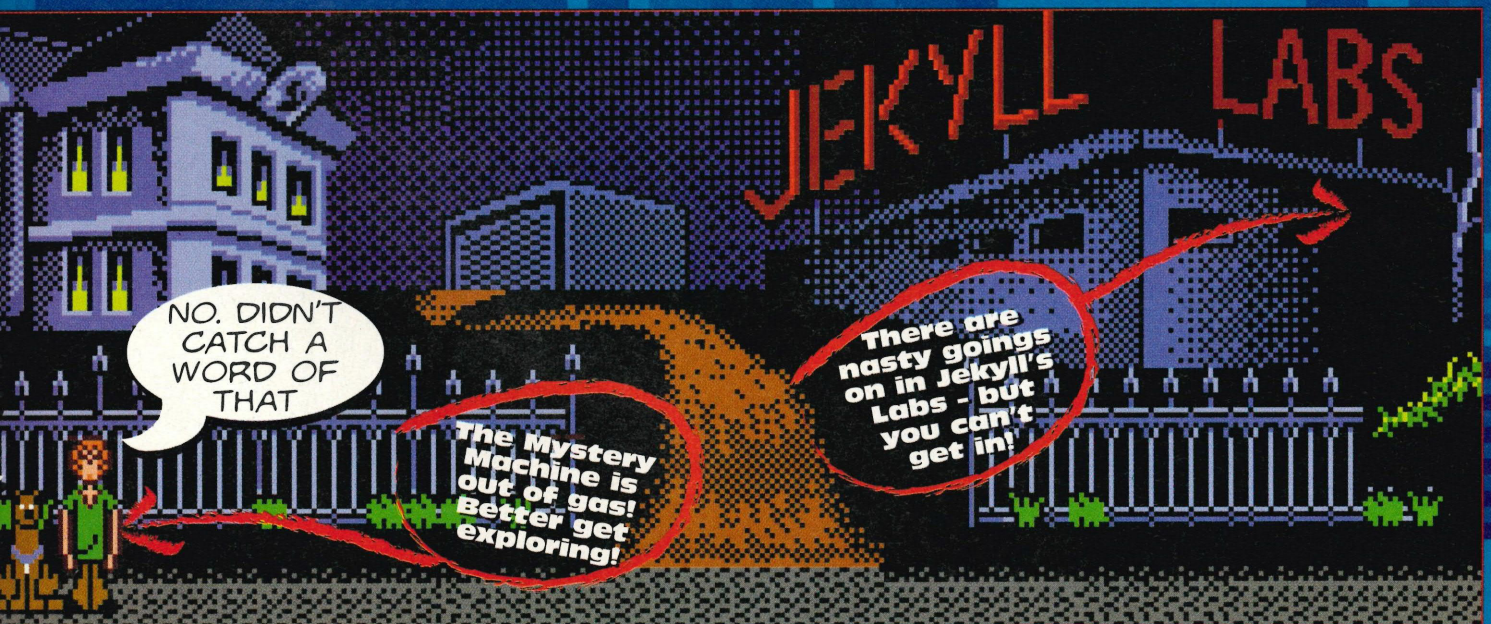 JEKYLL LABS
NO. DIDN'T
CATCH A
WORD OF
THAT
The Mystery
Machine is
out of gas!
Better get
exploring!
There are
nasty goings
on in Jekyll's
Labs - but
you can't
get in!